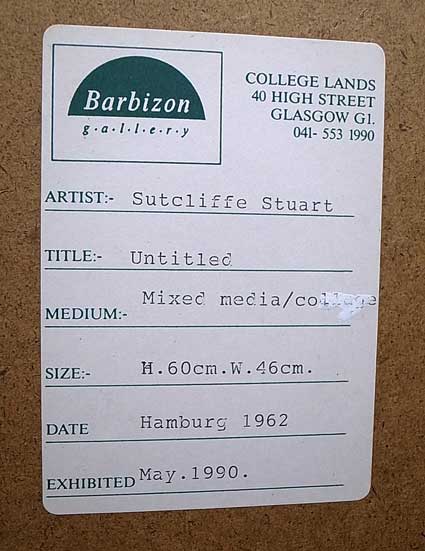 Barbizon
g·a·l·l·e·r·y
COLLEGE LANDS
40 HIGH STREET
GLASGOW G1.
041- 553 1990
ARTIST:- Sutcliffe Stuart
TITLE:- Untitled
MEDIUM:- Mixed media/collage
SIZE:- H.60cm.W.46cm.
DATE Hamburg 1962
EXHIBITED May.1990.